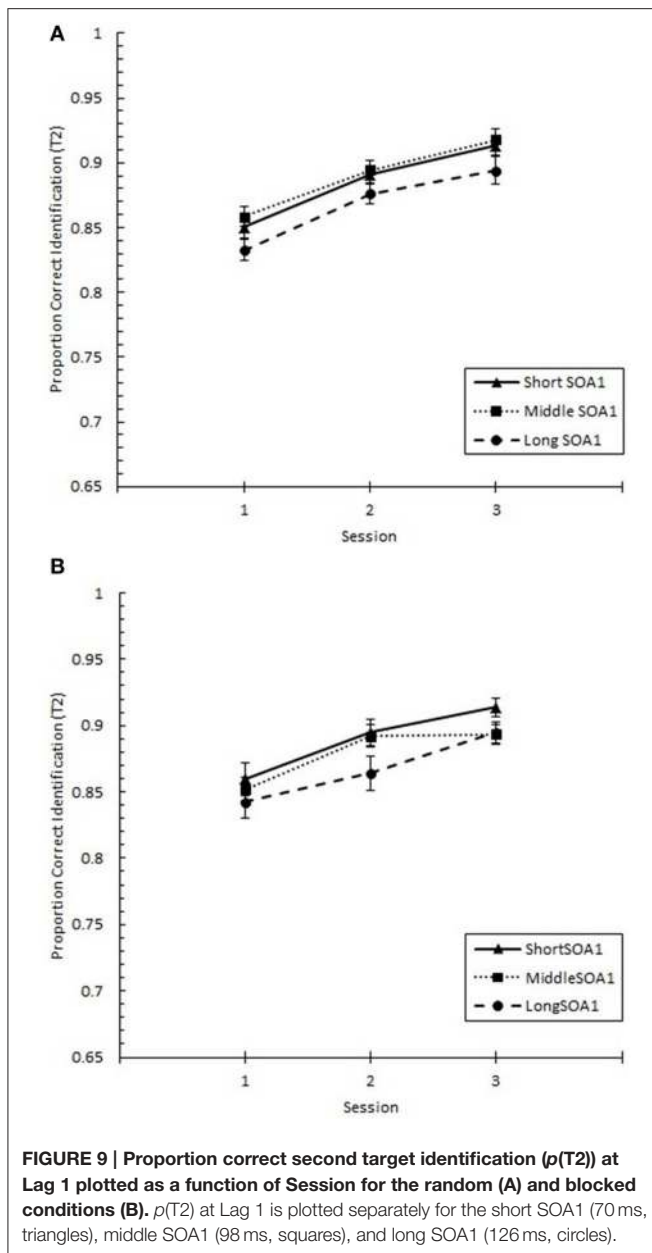 A
1
0.95
0.9
0.85
0.8
0.75
0.7
0.65
Proportion Correct Identification (T2)
Short SOA1
Middle SOA1
Long SOA1
1 2 3
Session
B
1
0.95
0.9
0.85
0.8
0.75
0.7
0.65
Proportion Correct Identification (T2)
ShortSOA1
MiddleSOA1
LongSOA1
1 2 3
Session
FIGURE 9 | Proportion correct second target identification (p(T2)) at
Lag 1 plotted as a function of Session for the random (A) and blocked
conditions (B). p(T2) at Lag 1 is plotted separately for the short SOA1 (70 ms,
triangles), middle SOA1 (98 ms, squares), and long SOA1 (126 ms, circles).